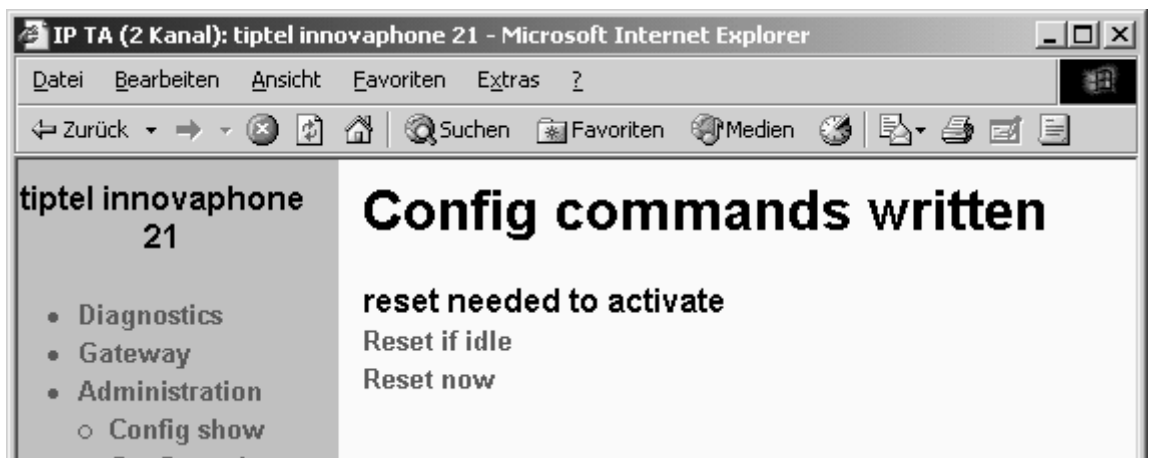 IP TA (2 Kanal): tiptel innovaphone 21 - Microsoft Internet Explorer
Datei Bearbeiten Ansicht Favoriten Extras ?
Zurück Suchen Favoriten Medien
tiptel innovaphone
21
Diagnostics
Gateway
Administration
Config show
Config commands written
reset needed to activate
Reset if idle
Reset now